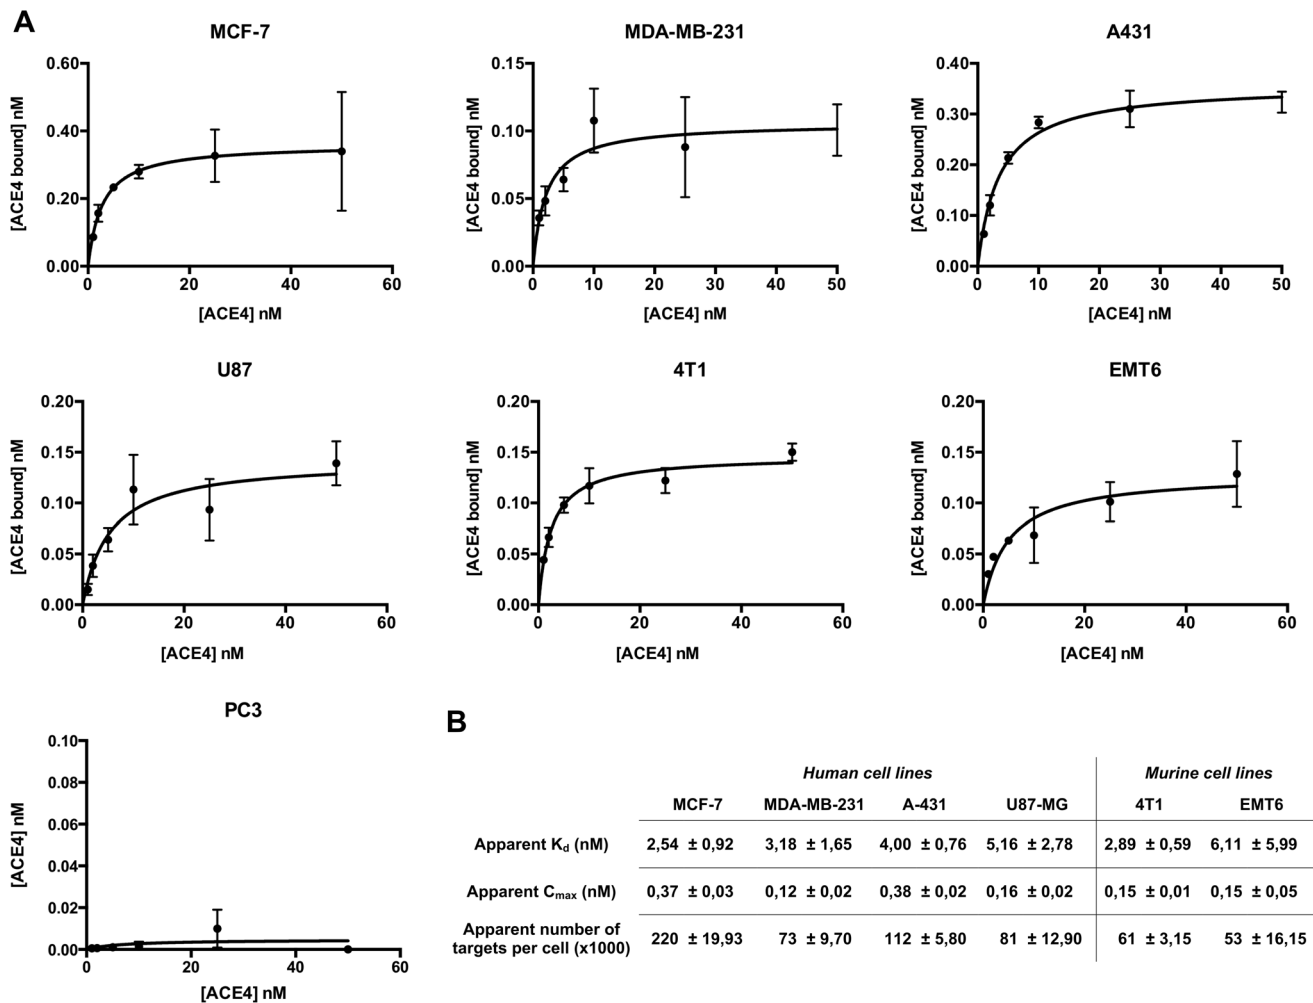 A
MCF-7
0.60
0.40
0.20
0.00
0 20 40 60
[ACE4 bound] nM
[ACE4] nM
MDA-MB-231
0.15
0.10
0.05
0.00
0 10 20 30 40 50
[ACE4 bound] nM
[ACE4] nM
A431
0.40
0.30
0.20
0.10
0.00
0 10 20 30 40 50
[ACE4 bound] nM
[ACE4] nM
U87
0.20
0.15
0.10
0.05
0.00
0 20 40 60
[ACE4 bound] nM
[ACE4] nM
4T1
0.20
0.15
0.10
0.05
0.00
0 20 40 60
[ACE4 bound] nM
[ACE4] nM
EMT6
0.20
0.15
0.10
0.05
0.00
0 20 40 60
[ACE4 bound] nM
[ACE4] nM
PC3
0.10
0.08
0.06
0.04
0.02
0.00
0 20 40 60
[ACE4] nM
[ACE4] nM
B
Human cell lines Murine cell lines
MCF-7 MDA-MB-231 A-431 U87-MG 4T1 EMT6
Apparent Kd (nM) 2,54 ± 0,92 3,18 ± 1,65 4,00 ± 0,76 5,16 ± 2,78 2,89 ± 0,59 6,11 ± 5,99
Apparent Cmax (nM) 0,37 ± 0,03 0,12 ± 0,02 0,38 ± 0,02 0,16 ± 0,02 0,15 ± 0,01 0,15 ± 0,05
Apparent number of
targets per cell (x1000) 220 ± 19,93 73 ± 9,70 112 ± 5,80 81 ± 12,90 61 ± 3,15 53 ± 16,15